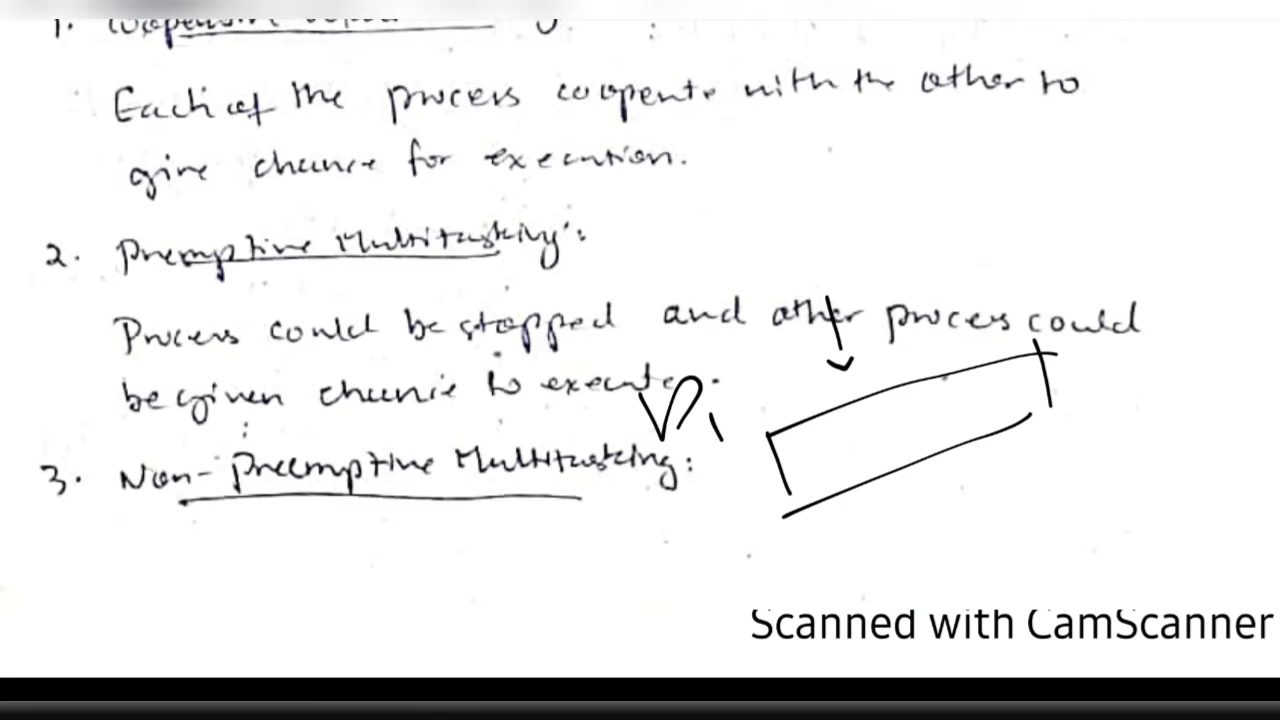 1.
Each of the process cooperate with the other to
give chance for execution.
2. Preemptive Multitasking:
Process could be stopped and other process could
be given chance to execute.
3. Non-Preemptive Multitasking:
Scanned with CamScanner